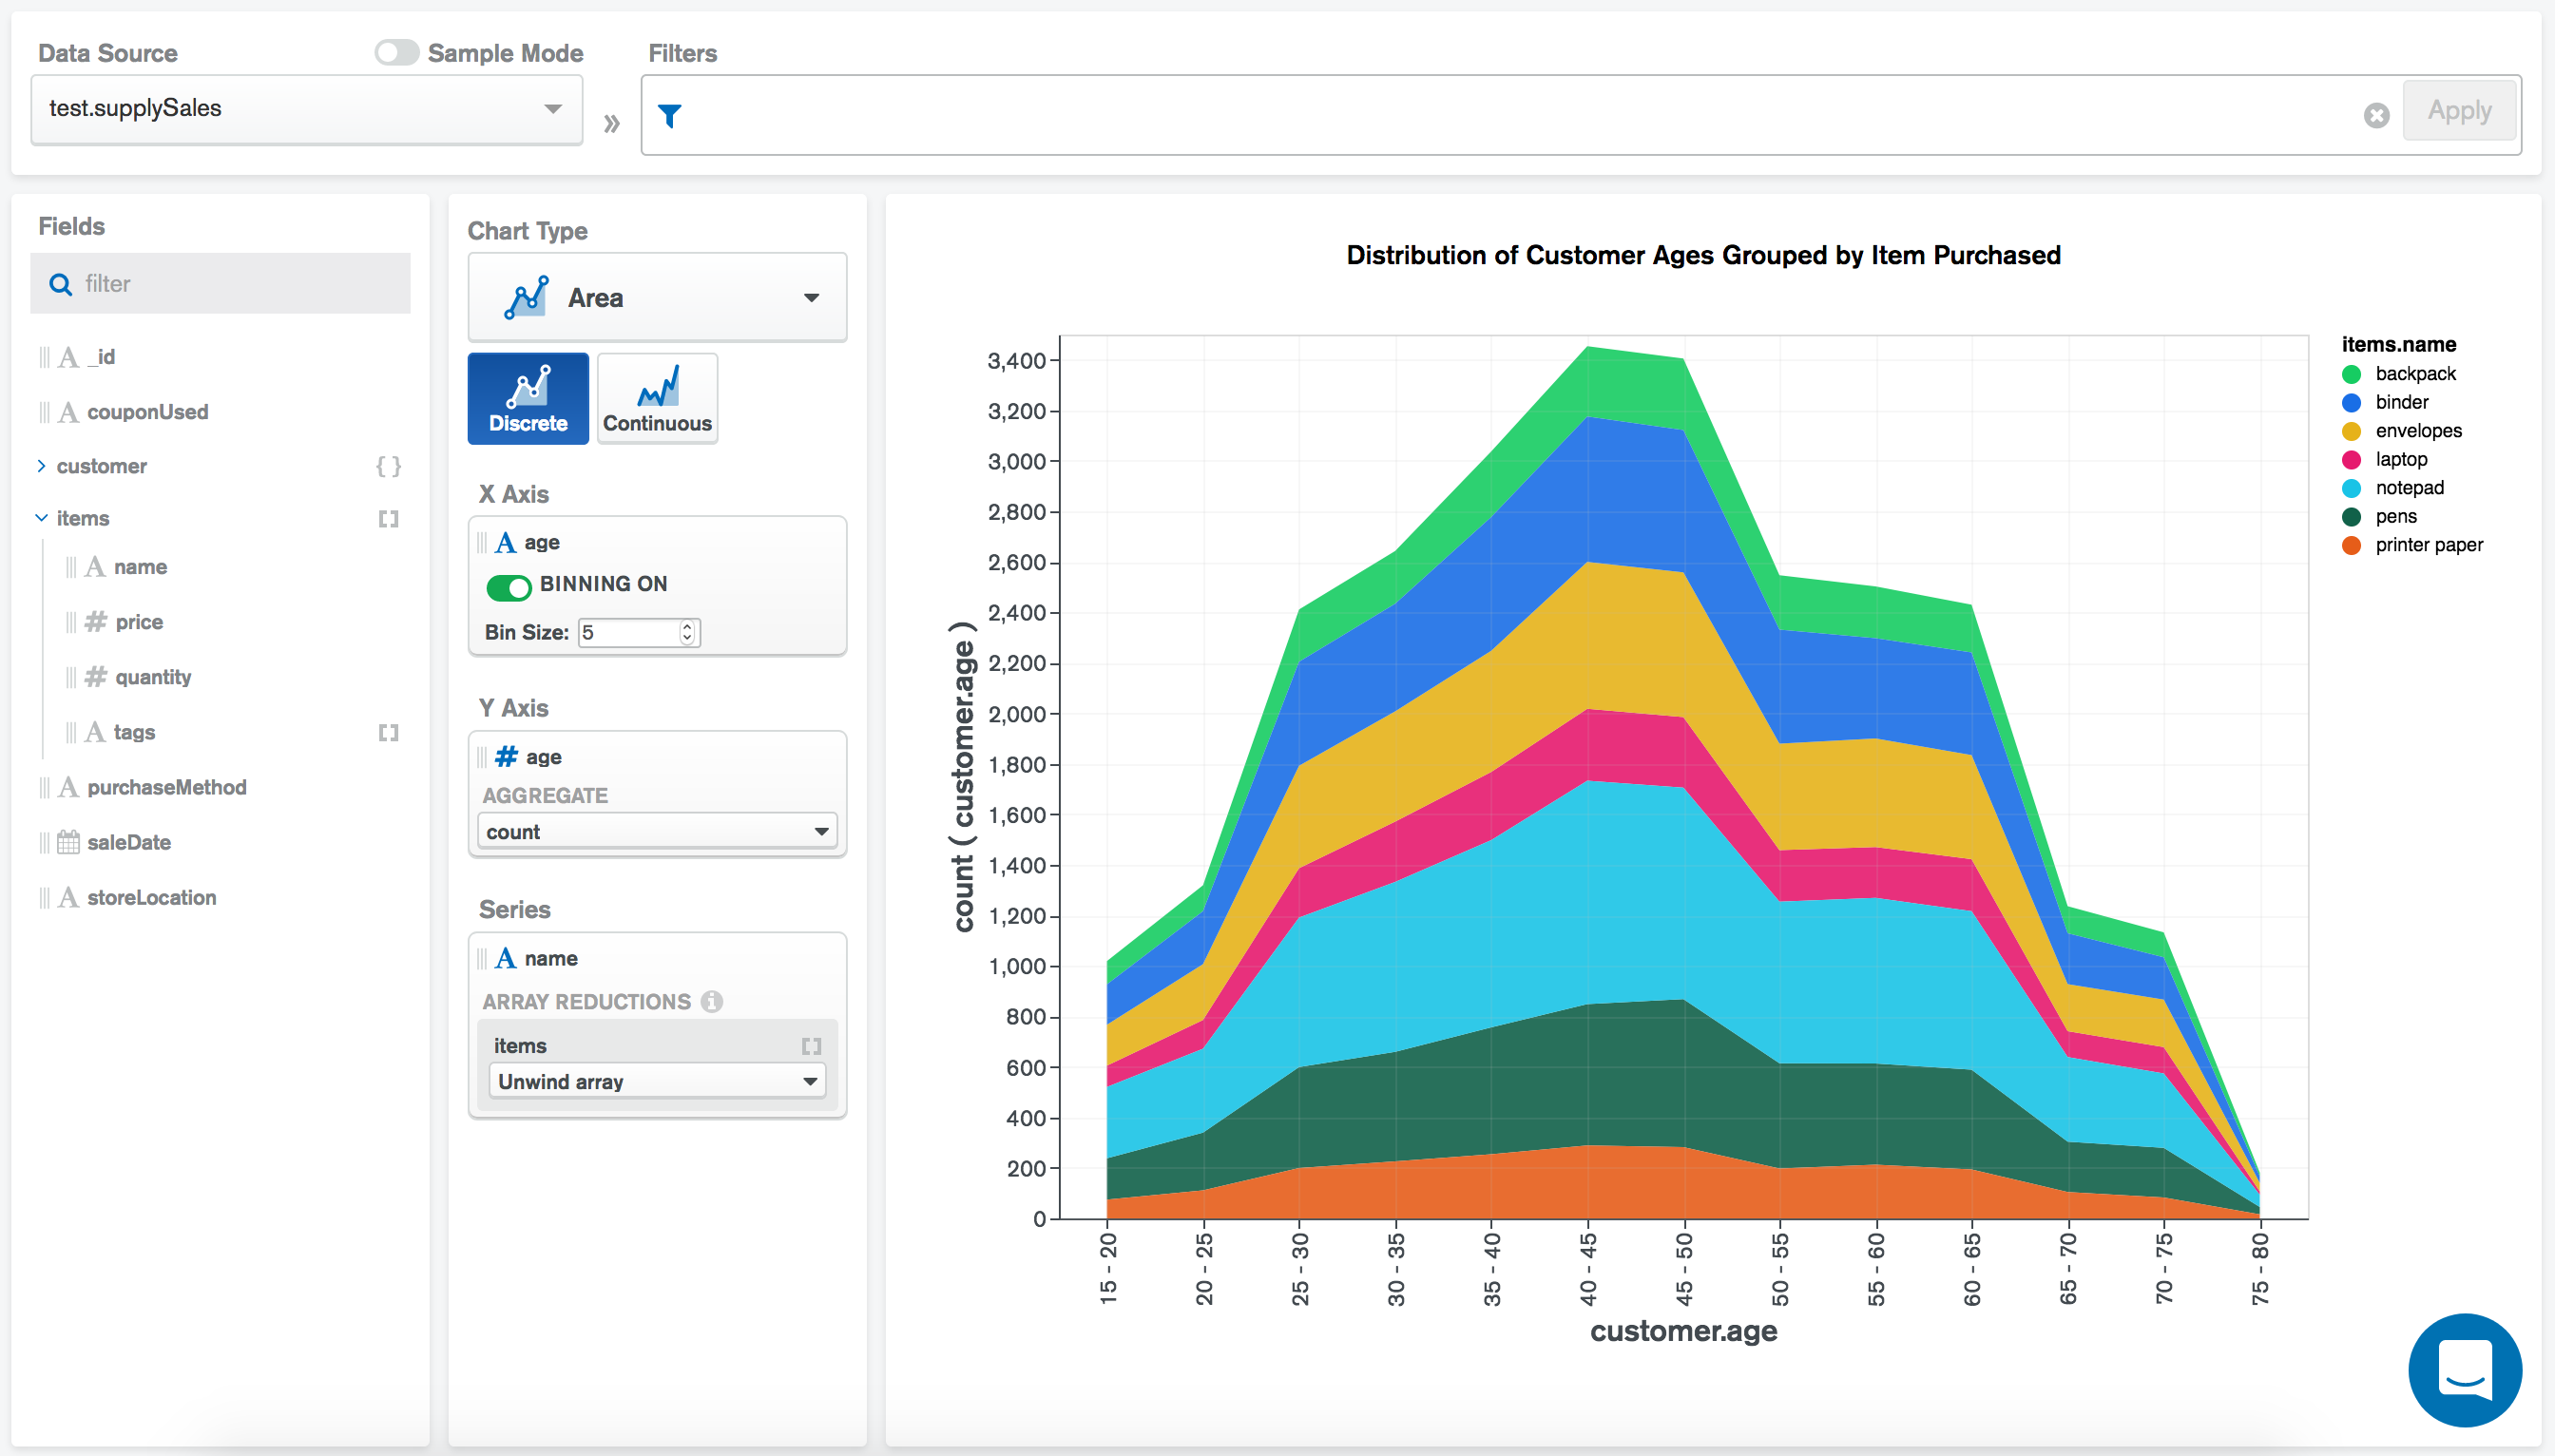 Data Source
Sample Mode
Filters
test.supplySales
»
Apply
Fields
filter
A _id
A couponUsed
customer { }
items [ ]
A name
# price
# quantity
A tags [ ]
A purchaseMethod
saleDate
A storeLocation
Chart Type
Area
Discrete
Continuous
X Axis
A age
BINNING ON
Bin Size: 5
Y Axis
# age
AGGREGATE
count
Series
A name
ARRAY REDUCTIONS i
items [ ]
Unwind array
Distribution of Customer Ages Grouped by Item Purchased
count ( customer.age )
3,400
3,200
3,000
2,800
2,600
2,400
2,200
2,000
1,800
1,600
1,400
1,200
1,000
800
600
400
200
0
15 - 20
20 - 25
25 - 30
30 - 35
35 - 40
40 - 45
45 - 50
50 - 55
55 - 60
60 - 65
65 - 70
70 - 75
75 - 80
customer.age
items.name
backpack
binder
envelopes
laptop
notepad
pens
printer paper